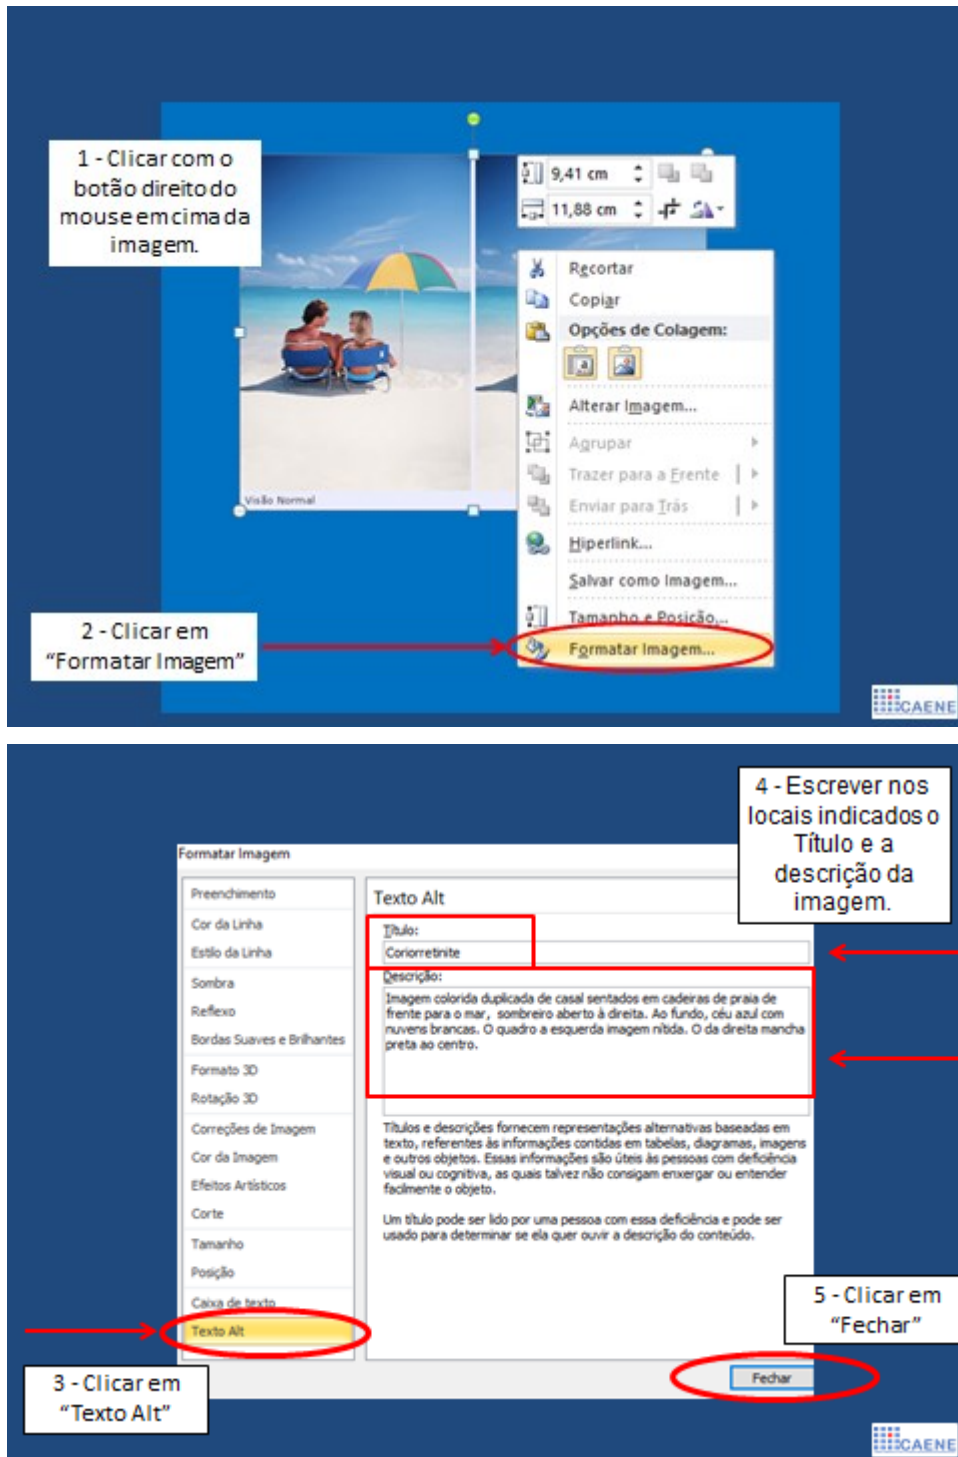 1 - Clicar com o
botão direito do
mouse em cima da
imagem.
9,41 cm
11,88 cm
Recortar
Copiar
Opções de Colagem:
a
Alterar Imagem...
Agrupar
Trazer para a Frente
Enviar para Trás
Hiperlink...
Salvar como Imagem...
Tamanho e Posição...
Formatar Imagem...
Visão Normal
2 - Clicar em
“Formatar Imagem”
CAENE
4 - Escrever nos
locais indicados o
Título e a
descrição da
imagem.
Formatar Imagem
Preenchimento
Cor da Linha
Estilo da Linha
Sombra
Reflexo
Bordas Suaves e Brilhantes
Formato 3D
Rotação 3D
Correções de Imagem
Cor da Imagem
Efeitos Artísticos
Corte
Tamanho
Posição
Caixa de texto
Texto Alt
Texto Alt
Título:
Coriorretinite
Descrição:
Imagem colorida duplicada de casal sentados em cadeiras de praia de
frente para o mar, sombreiro aberto à direita. Ao fundo, céu azul com
nuvens brancas. O quadro a esquerda imagem nítida. O da direita mancha
preta ao centro.
Títulos e descrições fornecem representações alternativas baseadas em
texto, referentes às informações contidas em tabelas, diagramas, imagens
e outros objetos. Essas informações são úteis às pessoas com deficiência
visual ou cognitiva, as quais talvez não consigam enxergar ou entender
facilmente o objeto.
Um título pode ser lido por uma pessoa com essa deficiência e pode ser
usado para determinar se ela quer ouvir a descrição do conteúdo.
5 - Clicar em
“Fechar”
Fechar
3 - Clicar em
“Texto Alt”
CAENE